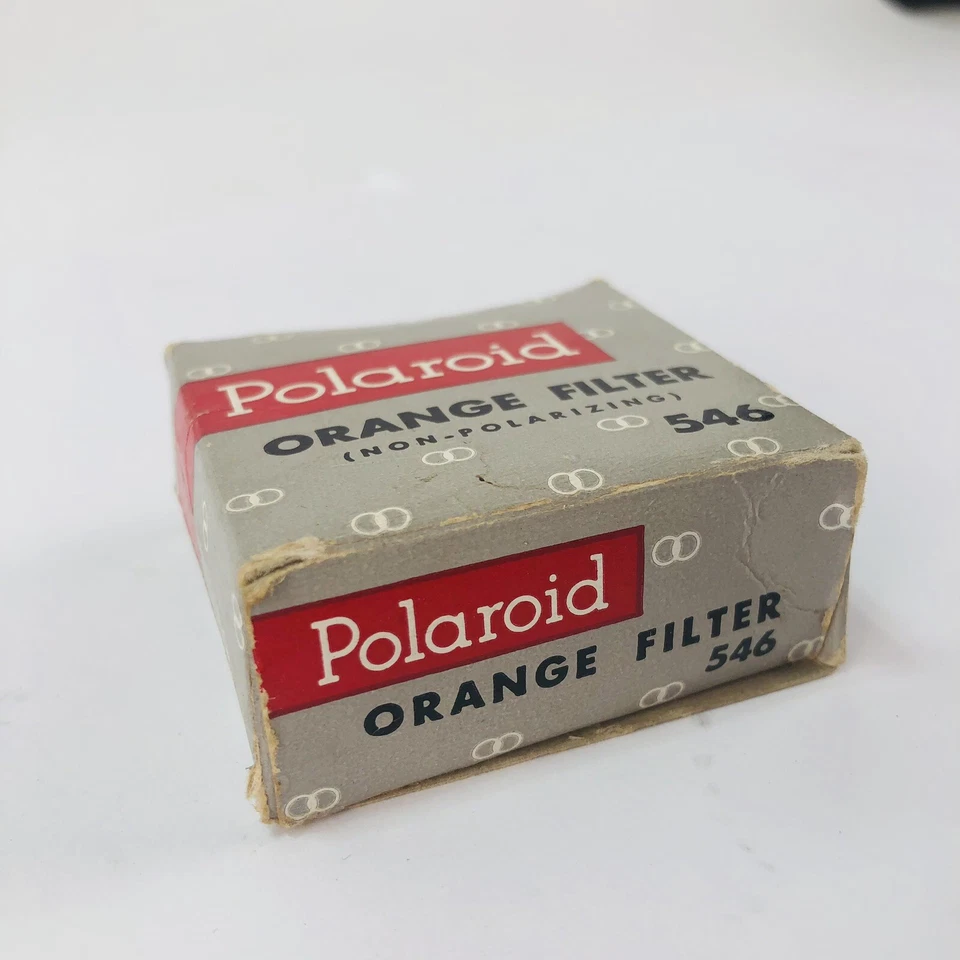 Polaroid
ORANGE FILTER
(NON-POLARIZING)
546
Polaroid
ORANGE FILTER
546